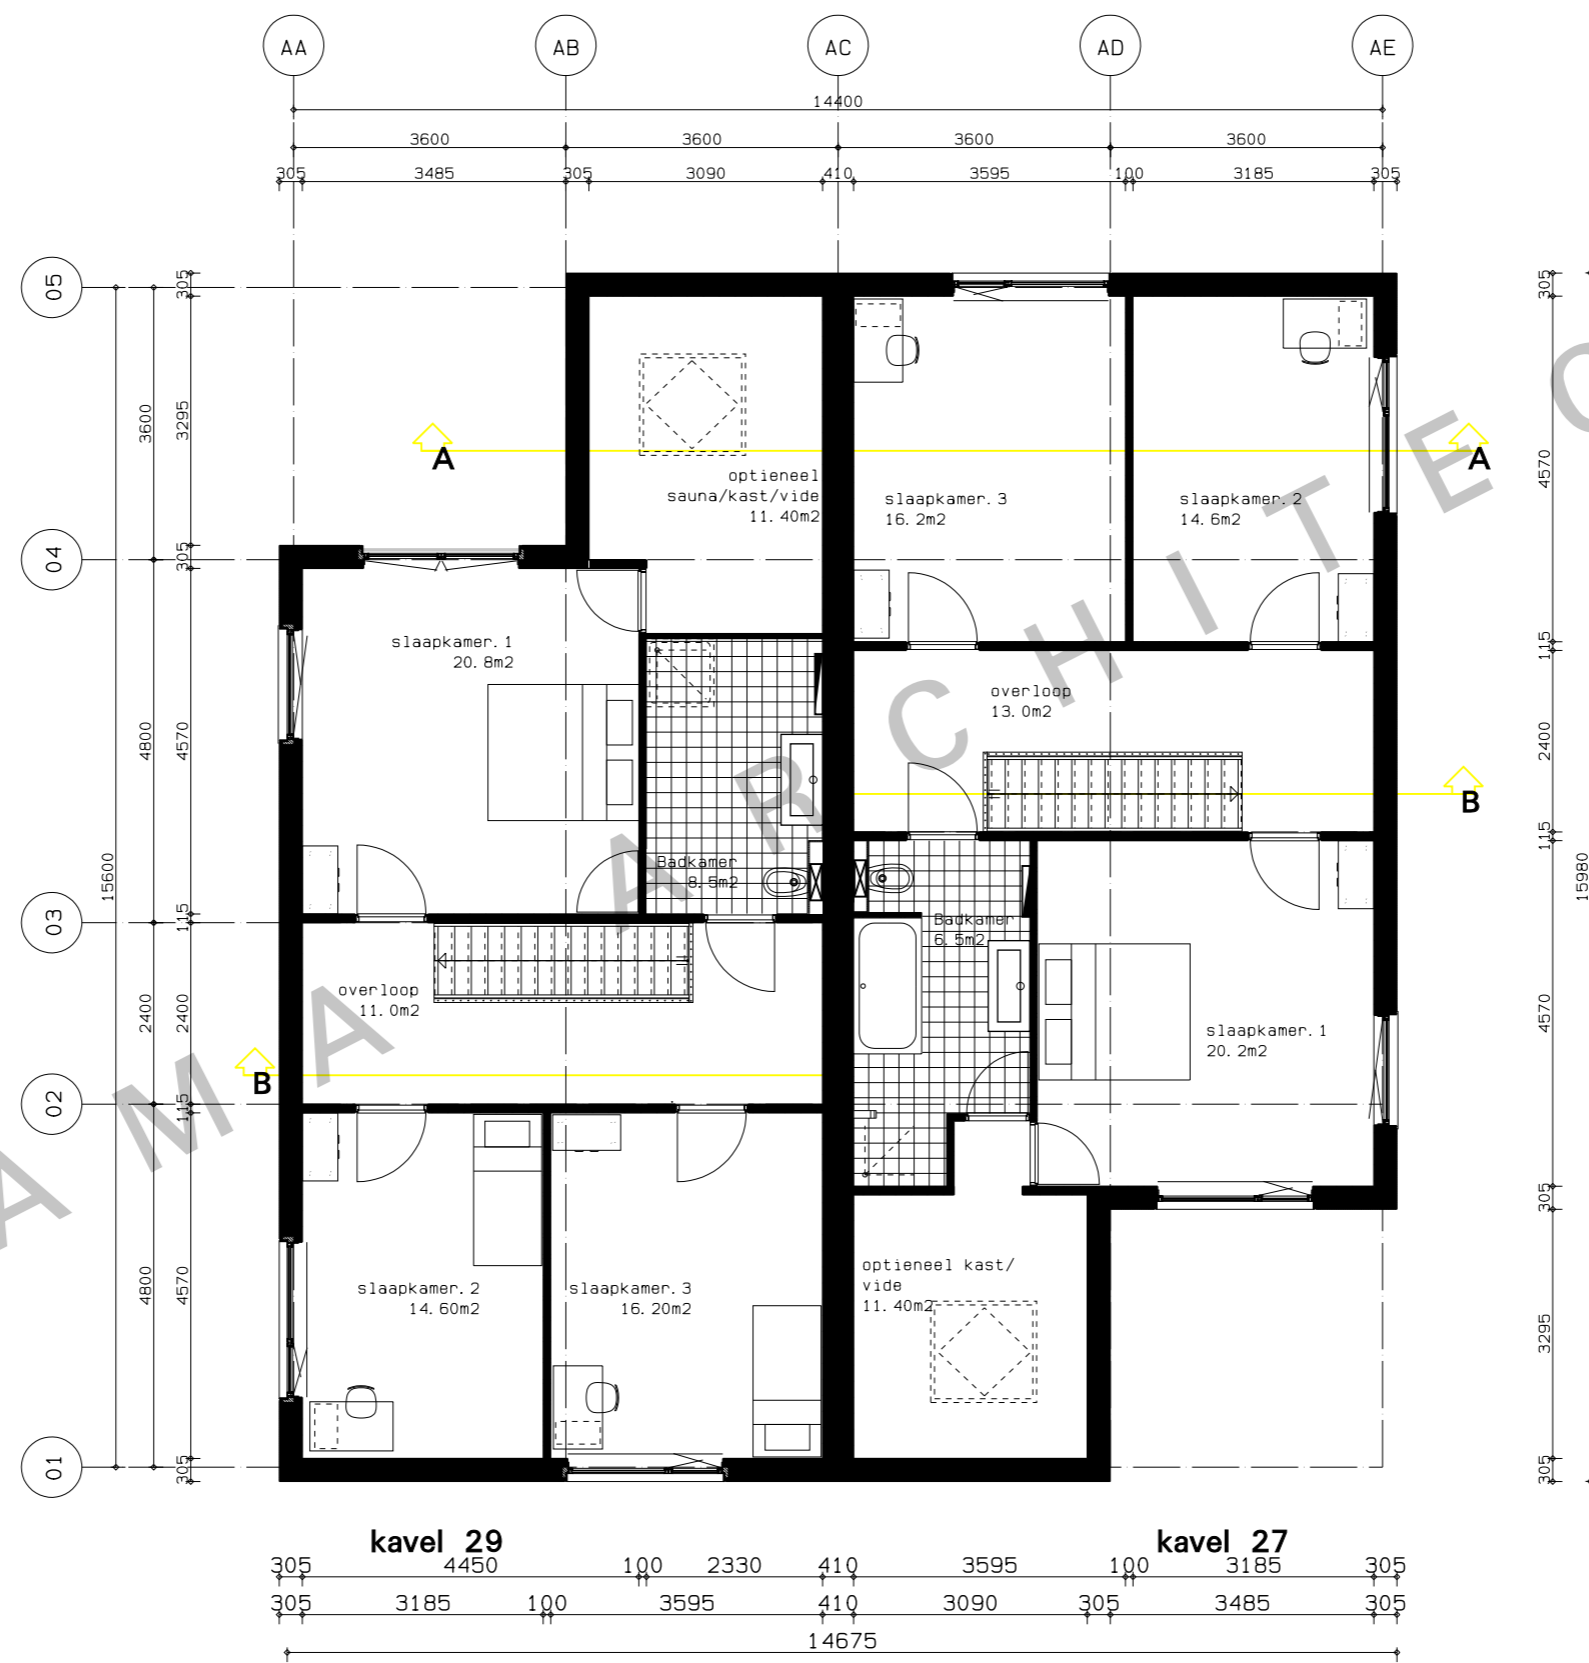 AA
AB
AC
AD
AE
14400
3600
3600
3600
3600
305
3485
305
3090
410
3595
100
3185
305
05
04
03
02
01
15600
3600
4800
2400
4800
305
3295
305
4570
115
2400
115
4570
305
305
4570
115
2400
115
4570
305
3295
305
15980
A
A
B
B
optioneel
sauna/kast/vide
11.40m2
slaapkamer.3
16.2m2
slaapkamer.2
14.6m2
slaapkamer.1
20.8m2
overloop
13.0m2
Badkamer
8.5m2
Badkamer
6.5m2
overloop
11.0m2
slaapkamer.1
20.2m2
slaapkamer.2
14.60m2
slaapkamer.3
16.20m2
optioneel kast/
vide
11.40m2
AMA ARCHITEC
kavel 29
kavel 27
305
4450
100
2330
410
3595
100
3185
305
305
3185
100
3595
410
3090
305
3485
305
14675